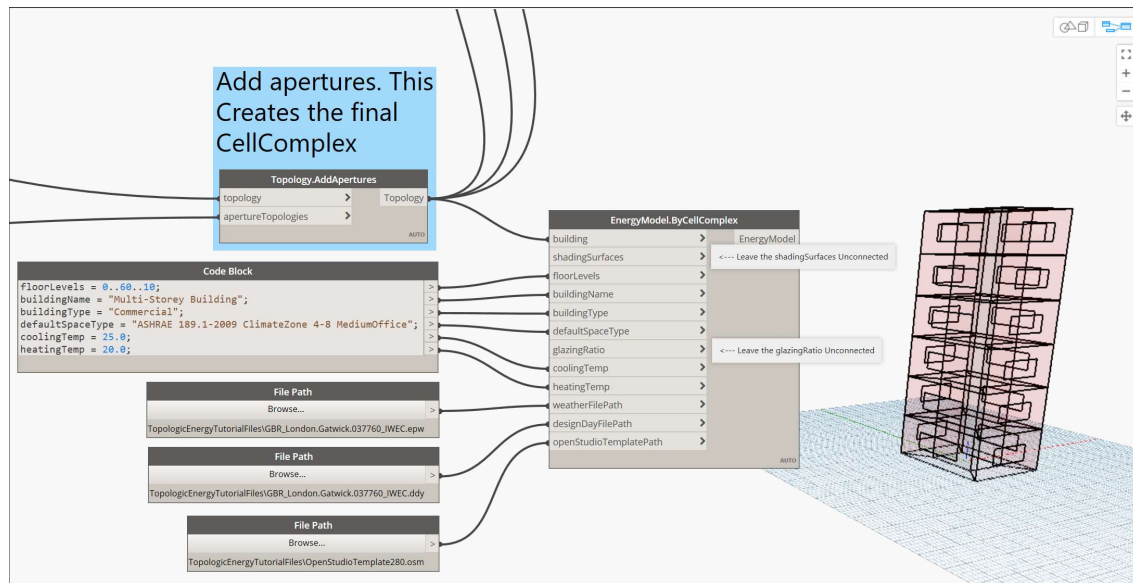 Add apertures. This
Creates the final
CellComplex
Topology.AddApertures
topology > Topology
apertureTopologies >
AUTO
Code Block
floorLevels = 0..60..10; >
buildingName = "Multi-Storey Building"; >
buildingType = "Commercial"; >
defaultSpaceType = "ASHRAE 189.1-2009 ClimateZone 4-8 MediumOffice"; >
coolingTemp = 25.0; >
heatingTemp = 20.0; >
File Path
Browse... >
TopologicEnergyTutorialFiles\GBR_London.Gatwick.037760_IWEC.epw
File Path
Browse... >
TopologicEnergyTutorialFiles\GBR_London.Gatwick.037760_IWEC.ddy
File Path
Browse... >
TopologicEnergyTutorialFiles\OpenStudioTemplate280.osm
EnergyModel.ByCellComplex
building > EnergyModel
shadingSurfaces > <--- Leave the shadingSurfaces Unconnected
floorLevels >
buildingName >
buildingType >
defaultSpaceType >
glazingRatio > <--- Leave the glazingRatio Unconnected
coolingTemp >
heatingTemp >
weatherFilePath >
designDayFilePath >
openStudioTemplatePath >
AUTO